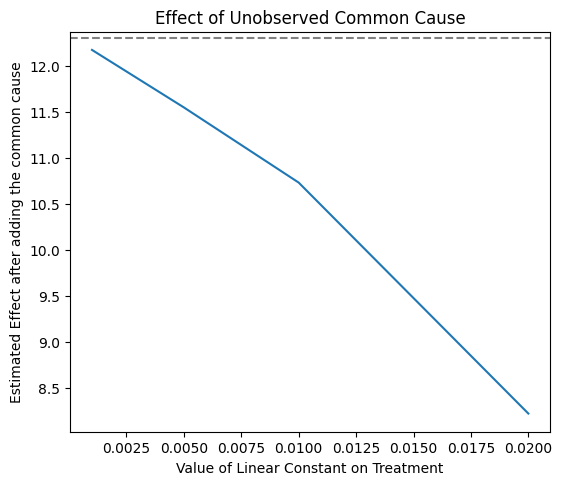 Effect of Unobserved Common Cause
Estimated Effect after adding the common cause
12.0
11.5
11.0
10.5
10.0
9.5
9.0
8.5
0.0025 0.0050 0.0075 0.0100 0.0125 0.0150 0.0175 0.0200
Value of Linear Constant on Treatment